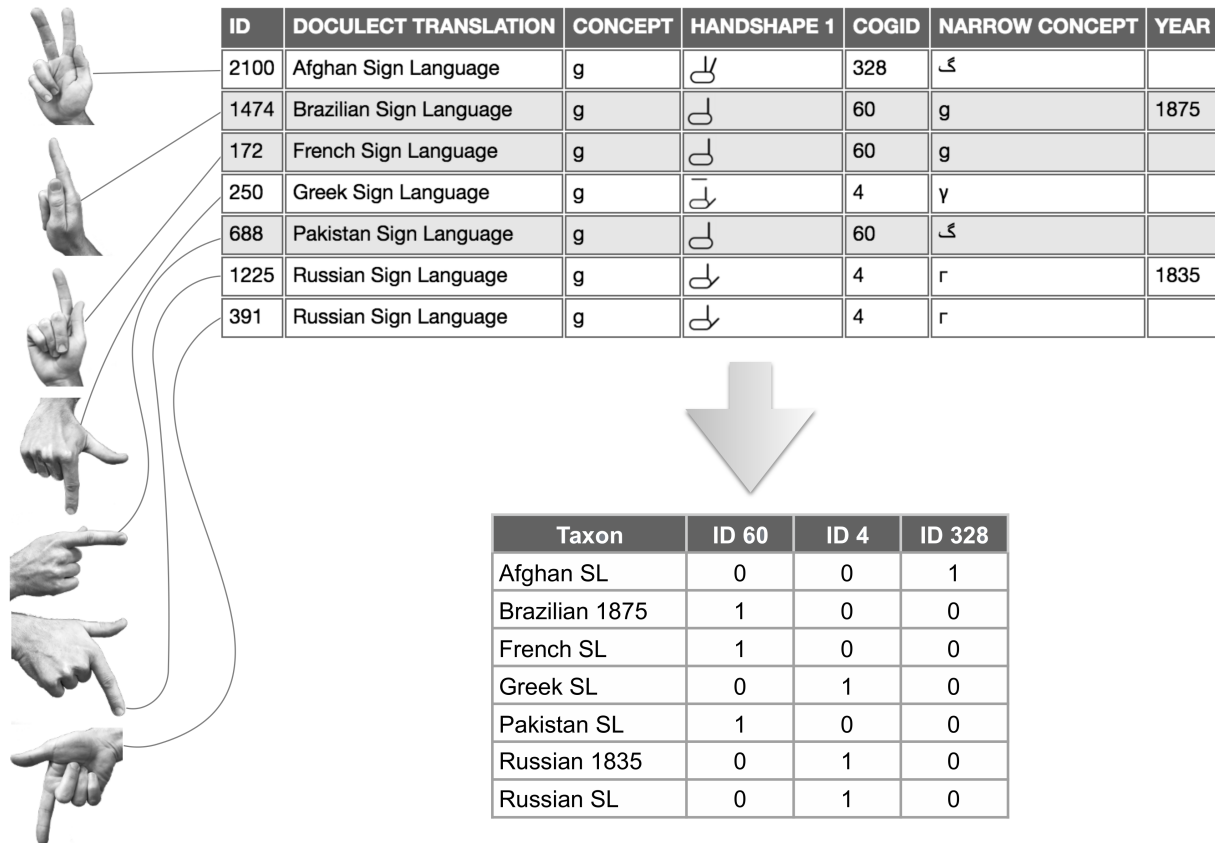 ID DOCULECT TRANSLATION CONCEPT HANDSHAPE 1 COGID NARROW CONCEPT YEAR
2100 Afghan Sign Language g 328 گ
1474 Brazilian Sign Language g 60 g 1875
172 French Sign Language g 60 g
250 Greek Sign Language g 4 γ
688 Pakistan Sign Language g 60 گ
1225 Russian Sign Language g 4 г 1835
391 Russian Sign Language g 4 г
Taxon ID 60 ID 4 ID 328
Afghan SL 0 0 1
Brazilian 1875 1 0 0
French SL 1 0 0
Greek SL 0 1 0
Pakistan SL 1 0 0
Russian 1835 0 1 0
Russian SL 0 1 0